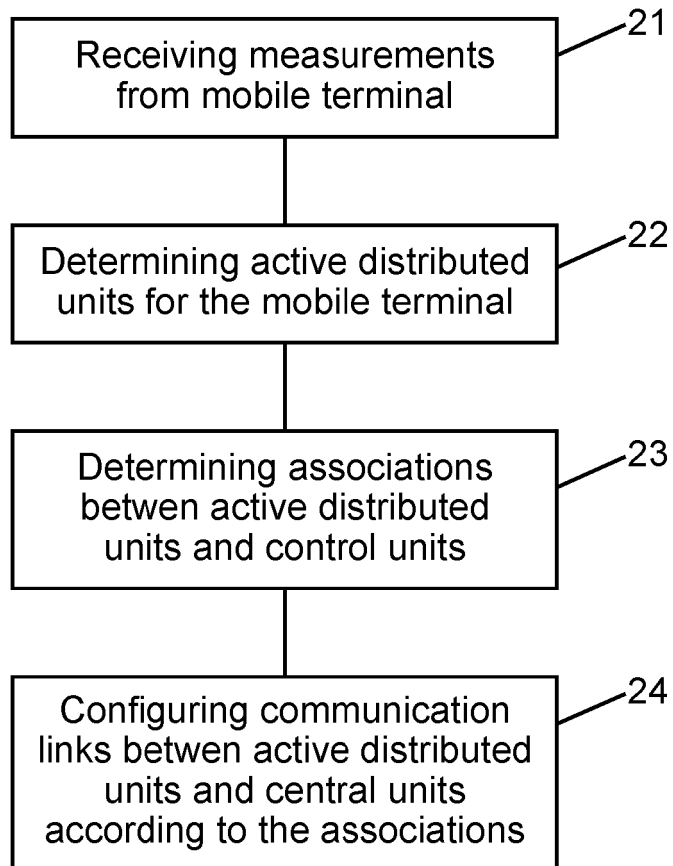 21
Receiving measurements
from mobile terminal
22
Determining active distributed
units for the mobile terminal
23
Determining associations
betwen active distributed
units and control units
24
Configuring communication
links betwen active distributed
units and central units
according to the associations